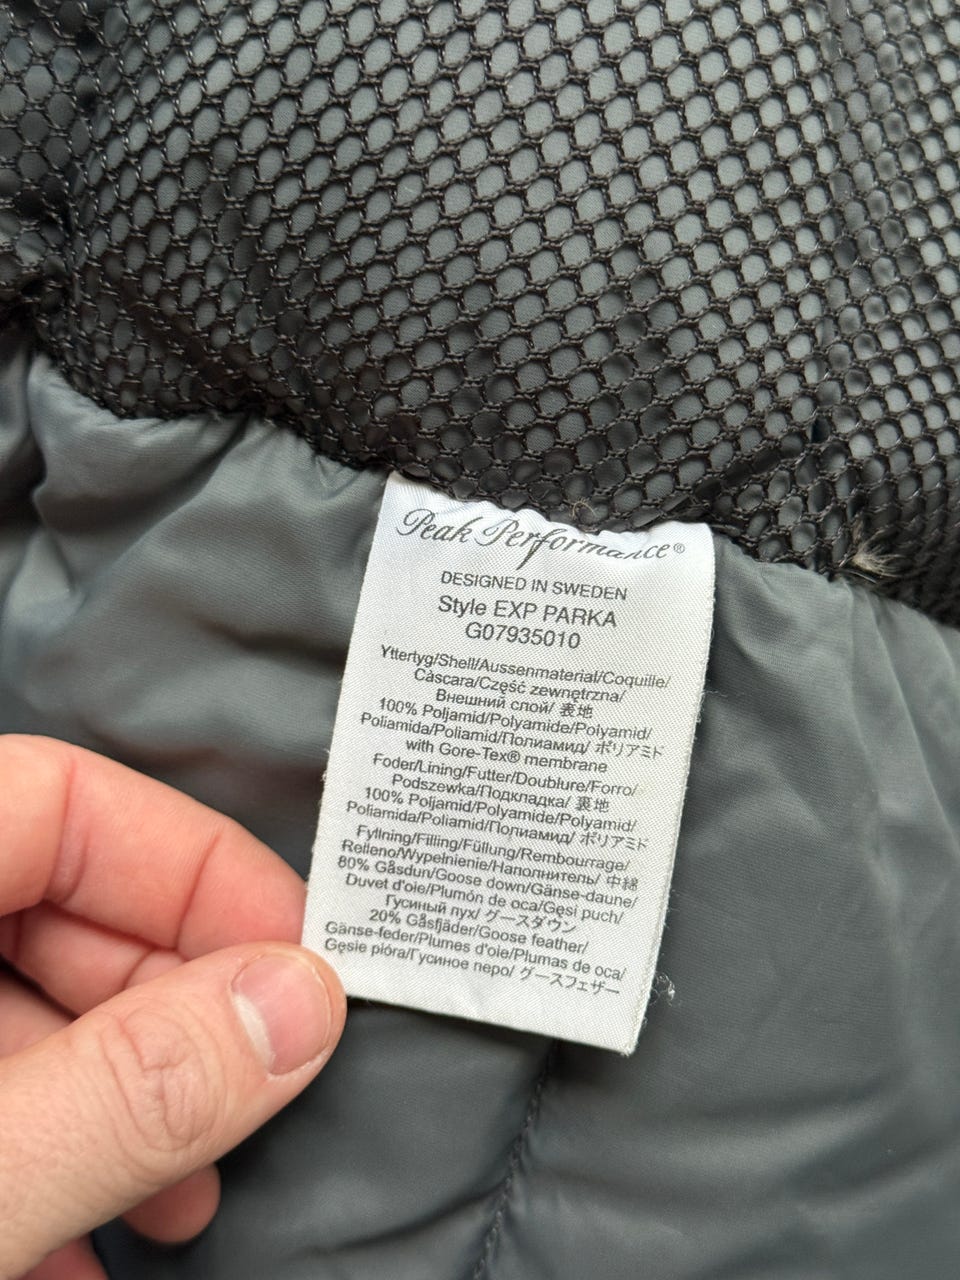 Peak Performance®
DESIGNED IN SWEDEN
Style EXP PARKA
G07935010
Yttertyg/Shell/Aussenmaterial/Coquille/
Càscara/Część zewnętrzna/
Внешний слой/ 表地
100% Poljamid/Polyamide/Polyamid/
Poliamida/Poliamid/Полиамид/ ポリアミド
with Gore-Tex® membrane
Foder/Lining/Futter/Doublure/Forro/
Podszewka/Подкладка/ 裏地
100% Poljamid/Polyamide/Polyamid/
Poliamida/Poliamid/Полиамид/ ポリアミド
Fyllning/Filling/Füllung/Rembourrage/
Relleno/Wypełnienie/Наполнитель/ 中綿
80% Gåsdun/Goose down/Gänse-daune/
Duvet d'oie/Plumón de oca/Gęsi puch/
Гусиный пух/ グースダウン
20% Gåsfjäder/Goose feather/
Gänse-feder/Plumes d'oie/Plumas de oca/
Gęsie pióra/Гусиное перо/ グースフェザー